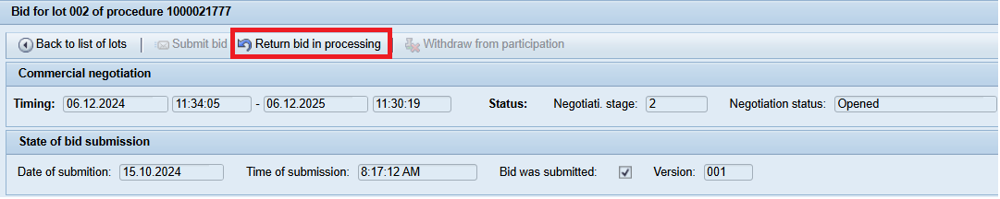 Bid for lot 002 of procedure 1000021777
Back to list of lots Submit bid Return bid in processing Withdraw from participation
Commercial negotiation
Timing: 06.12.2024 11:34:05 - 06.12.2025 11:30:19 Status: Negotiati. stage: 2 Negotiation status: Opened
State of bid submission
Date of submition: 15.10.2024 Time of submission: 8:17:12 AM Bid was submitted: Version: 001